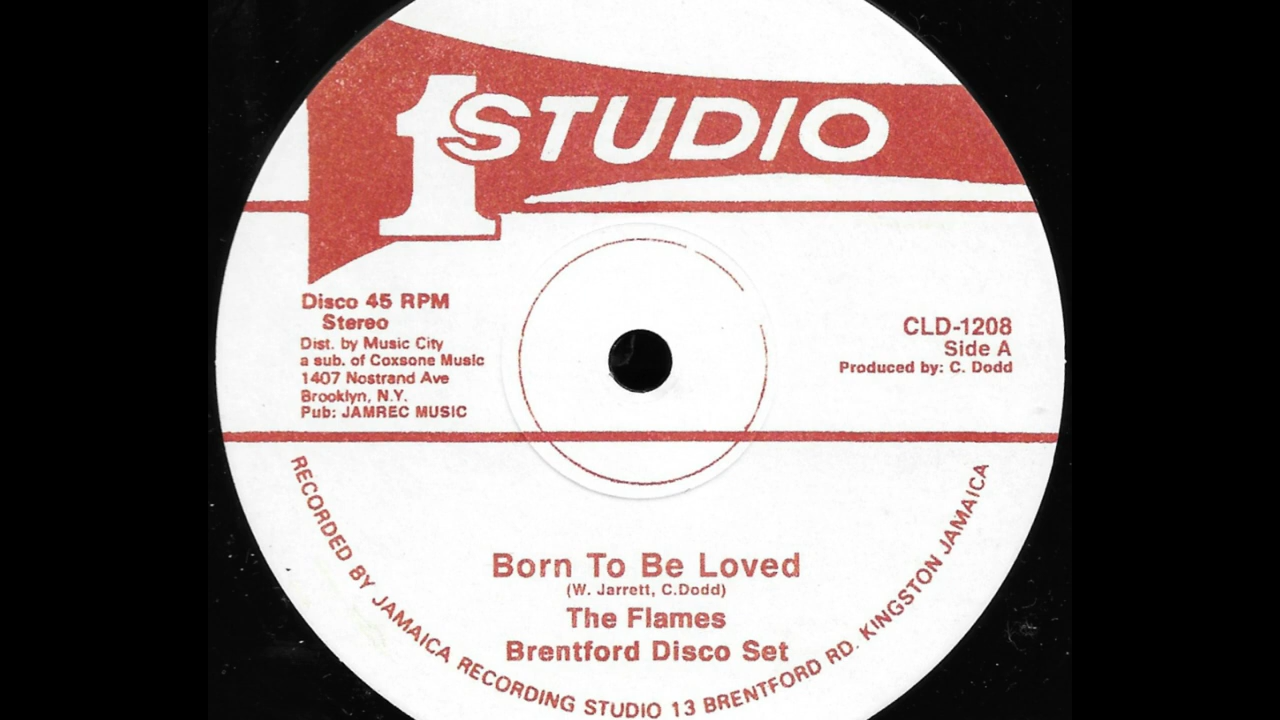 1 STUDIO
Disco 45 RPM
Stereo
Dist. by Music City
a sub. of Coxsone Music
1407 Nostrand Ave
Brooklyn, N.Y.
Pub: JAMREC MUSIC
CLD-1208
Side A
Produced by: C. Dodd
Born To Be Loved
(W. Jarrett, C.Dodd)
The Flames
Brentford Disco Set
RECORDED BY JAMAICA RECORDING STUDIO 13 BRENTFORD RD. KINGSTON JAMAICA